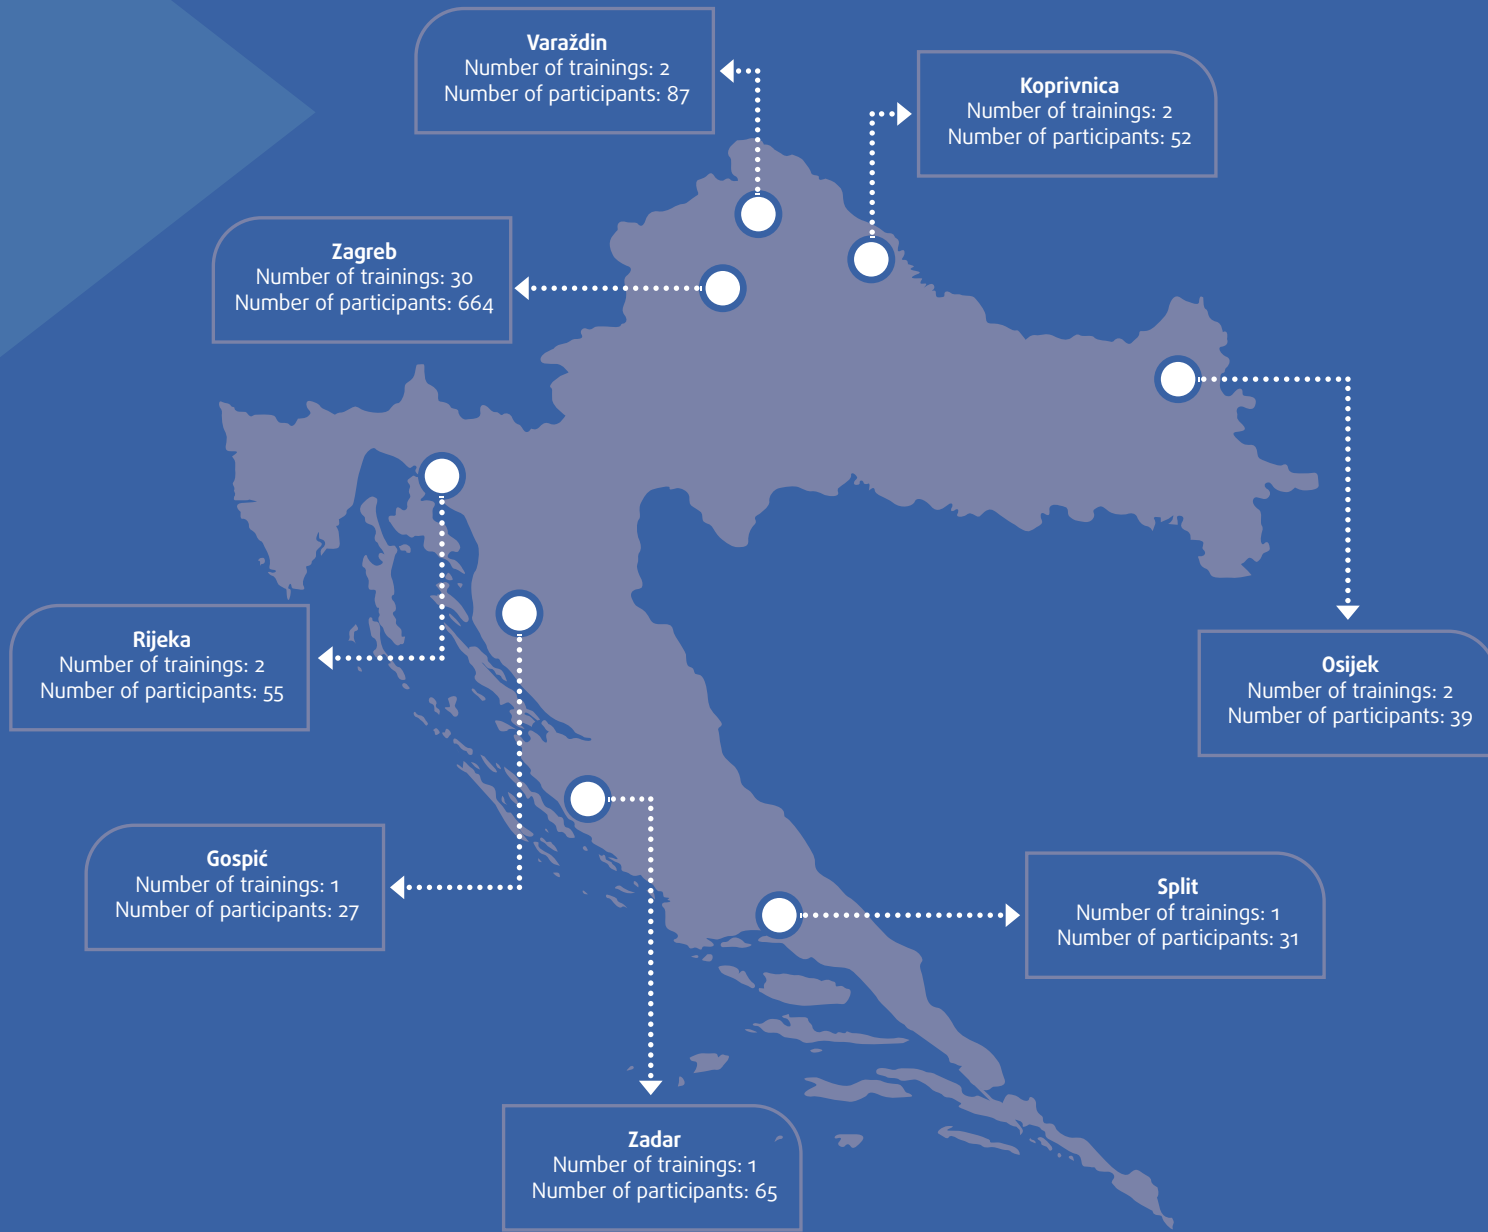 Varaždin
Number of trainings: 2
Number of participants: 87
Koprivnica
Number of trainings: 2
Number of participants: 52
Zagreb
Number of trainings: 30
Number of participants: 664
Rijeka
Number of trainings: 2
Number of participants: 55
Osijek
Number of trainings: 2
Number of participants: 39
Gospić
Number of trainings: 1
Number of participants: 27
Split
Number of trainings: 1
Number of participants: 31
Zadar
Number of trainings: 1
Number of participants: 65